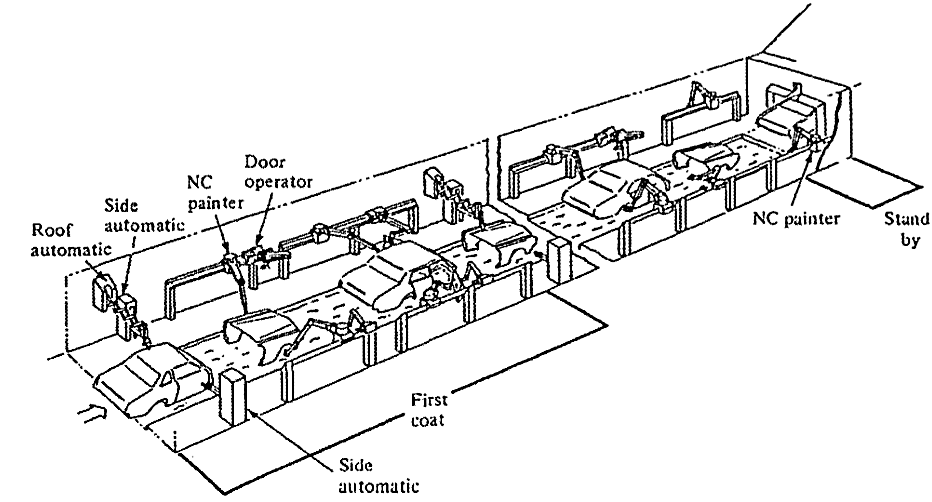 Door
operator
NC
painter
Side
automatic
Roof
automatic
NC painter
Stand
by
First
coat
Side
automatic